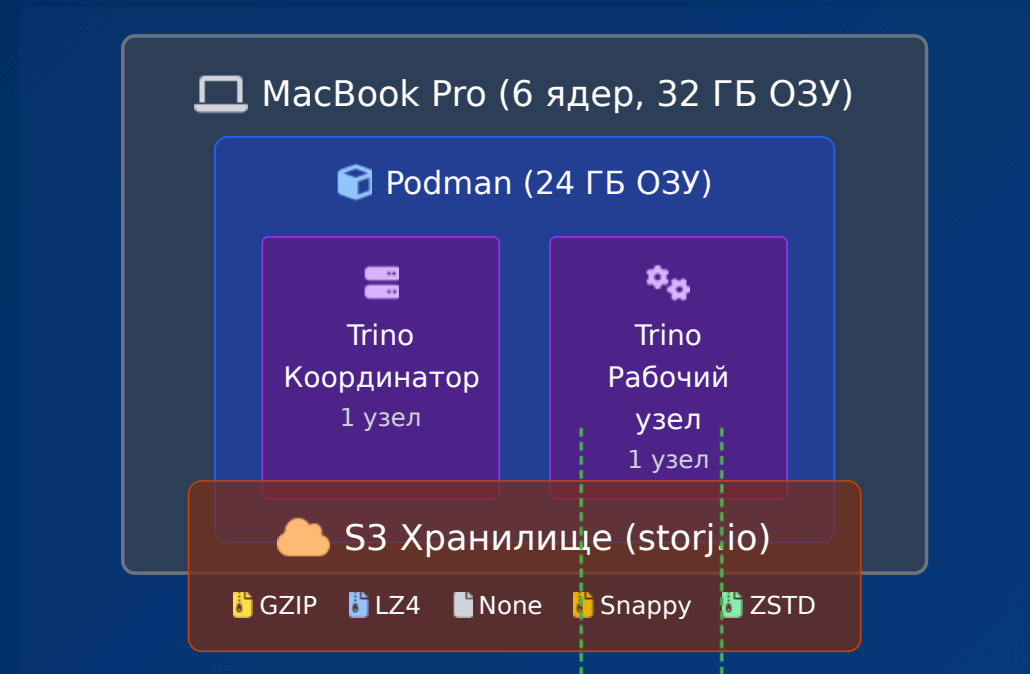 MacBook Pro (6 ядер, 32 ГБ ОЗУ)
Podman (24 ГБ ОЗУ)
Trino
Координатор
1 узел
Trino
Рабочий
узел
1 узел
S3 Хранилище (storj.io)
GZIP LZ4 None Snappy ZSTD